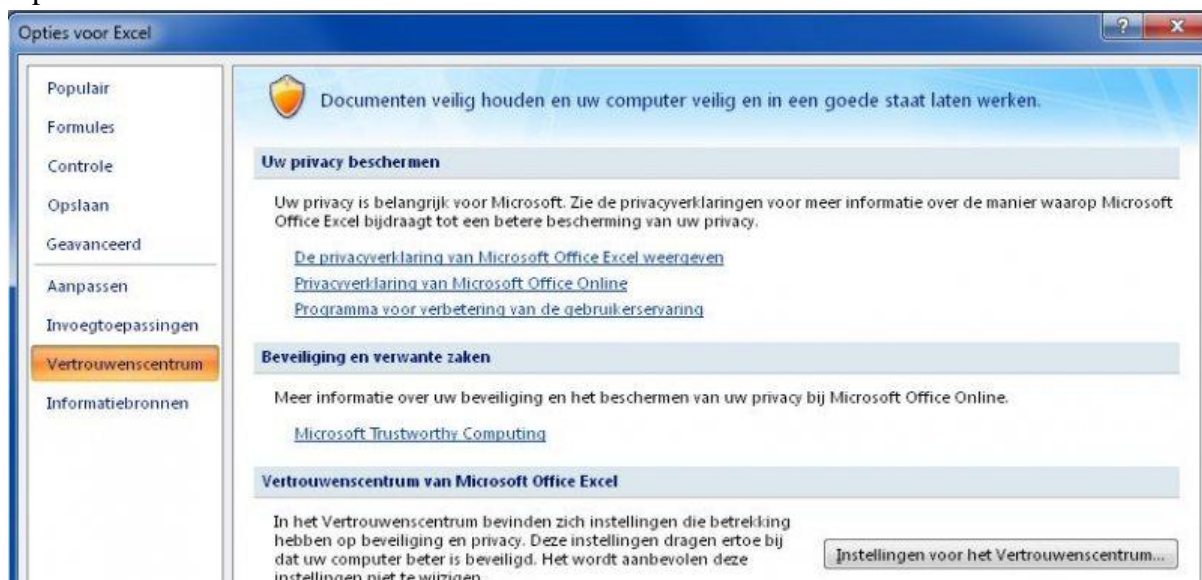 Opties voor Excel
Populair
Formules
Controle
Opslaan
Geavanceerd
Aanpassen
Invoegtoepassingen
Vertrouwenscentrum
Informatiebronnen
Documenten veilig houden en uw computer veilig en in een goede staat laten werken.
Uw privacy beschermen
Uw privacy is belangrijk voor Microsoft. Zie de privacyverklaringen voor meer informatie over de manier waarop Microsoft
Office Excel bijdraagt tot een betere bescherming van uw privacy.
De privacyverklaring van Microsoft Office Excel weergeven
Privacyverklaring van Microsoft Office Online
Programma voor verbetering van de gebruikerservaring
Beveiliging en verwante zaken
Meer informatie over uw beveiliging en het beschermen van uw privacy bij Microsoft Office Online.
Microsoft Trustworthy Computing
Vertrouwenscentrum van Microsoft Office Excel
In het Vertrouwenscentrum bevinden zich instellingen die betrekking
hebben op beveiliging en privacy. Deze instellingen dragen ertoe bij
dat uw computer beter is beveiligd. Het wordt aanbevolen deze
instellingen niet te wijzigen.
Instellingen voor het Vertrouwenscentrum...